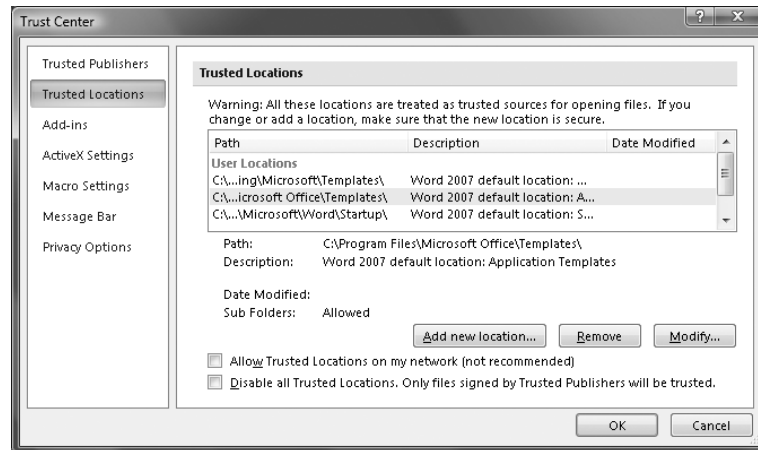 Trust Center
? X
Trusted Publishers
Trusted Locations
Add-ins
ActiveX Settings
Macro Settings
Message Bar
Privacy Options
Trusted Locations
Warning: All these locations are treated as trusted sources for opening files. If you
change or add a location, make sure that the new location is secure.
Path Description Date Modified
User Locations
C:\...ing\Microsoft\Templates\ Word 2007 default location: ...
C:\...icrosoft Office\Templates\ Word 2007 default location: A...
C:\...\Microsoft\Word\Startup\ Word 2007 default location: S...
Path: C:\Program Files\Microsoft Office\Templates\
Description: Word 2007 default location: Application Templates
Date Modified:
Sub Folders: Allowed
Add new location... Remove Modify...
Allow Trusted Locations on my network (not recommended)
Disable all Trusted Locations. Only files signed by Trusted Publishers will be trusted.
OK Cancel